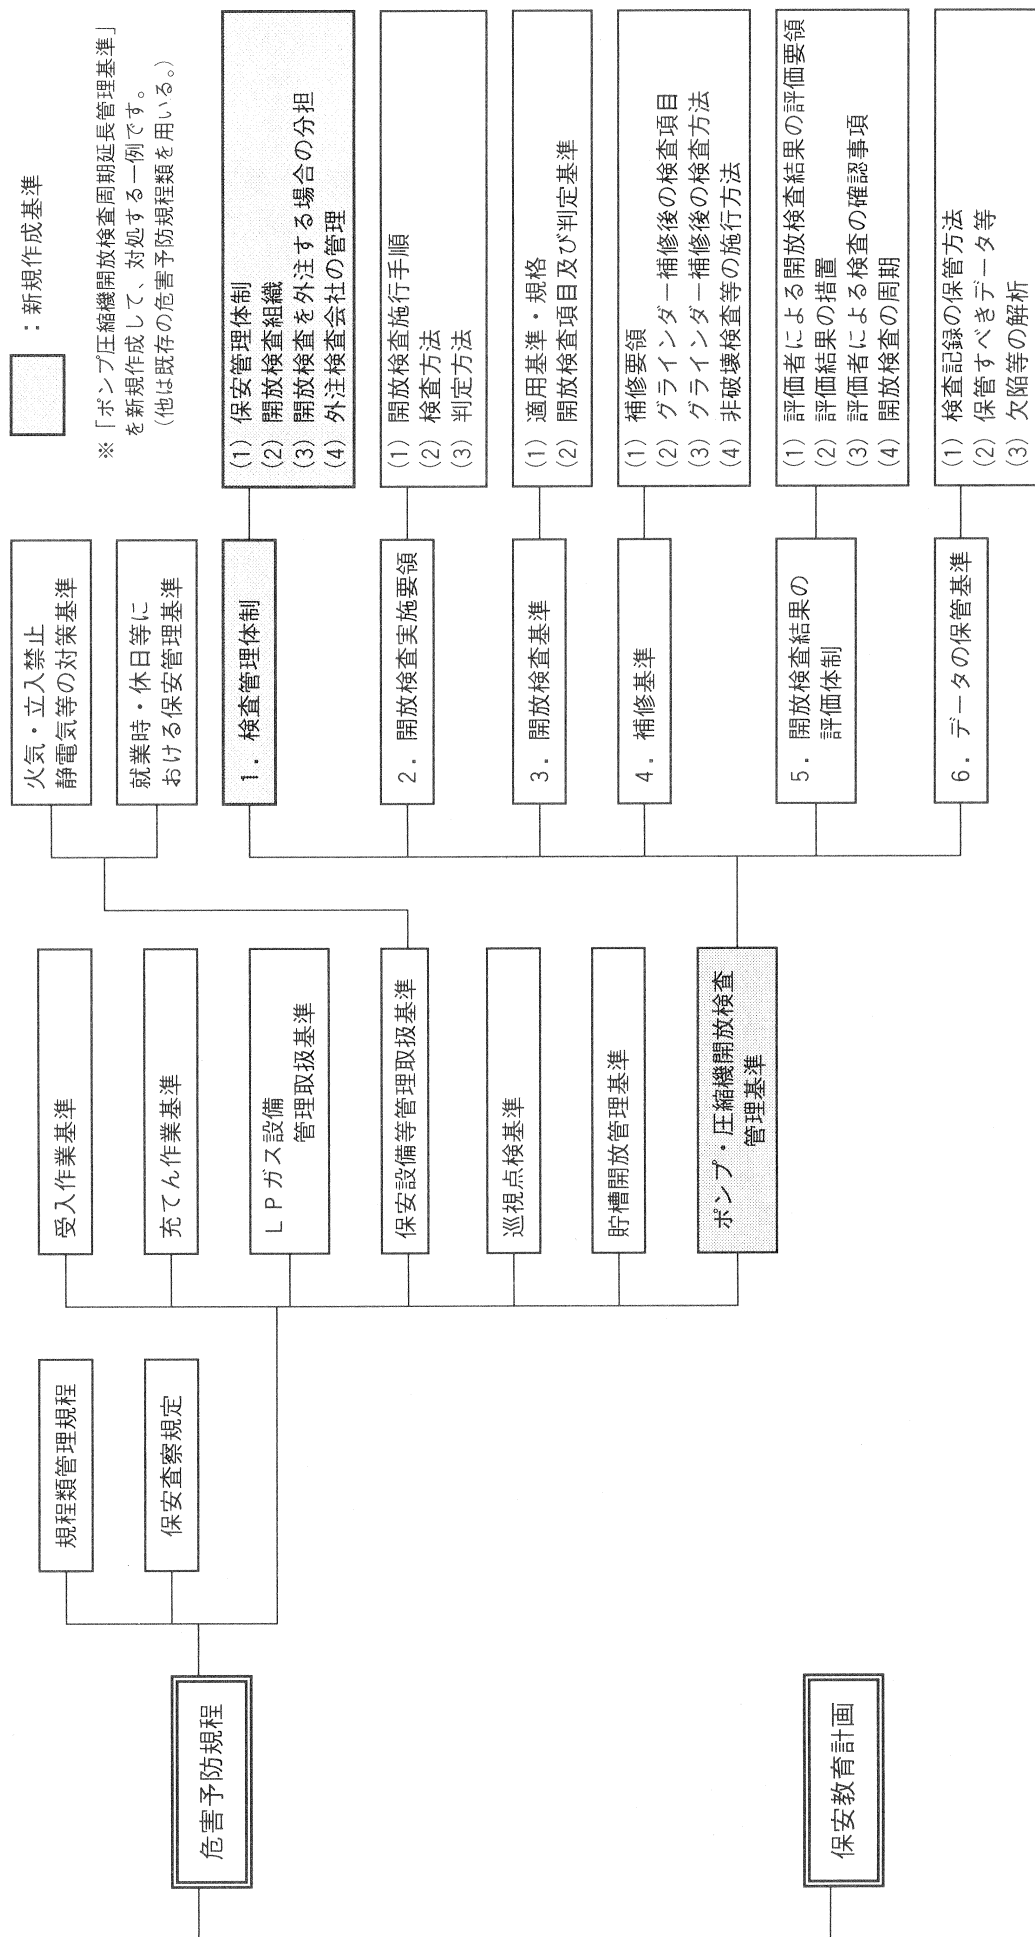 ：新規作成基準
※「ポンプ圧縮機開放検査周期延長管理基準」
を新規作成して、対処する一例です。
(他は既存の危害予防規程類を用いる。)
危害予防規程
保安教育計画
規程類管理規程
保安査察規定
受入作業基準
充てん作業基準
ＬＰガス設備
管理取扱基準
保安設備等管理取扱基準
巡視点検基準
貯槽開放管理基準
ポンプ・圧縮機開放検査
管理基準
火気・立入禁止
静電気等の対策基準
就業時・休日等に
おける保安管理基準
1．検査管理体制
(1) 保安管理体制
(2) 開放検査組織
(3) 開放検査を外注する場合の分担
(4) 外注検査会社の管理
2．開放検査実施要領
(1) 開放検査施行手順
(2) 検査方法
(3) 判定方法
3．開放検査基準
(1) 適用基準・規格
(2) 開放検査項目及び判定基準
4．補修基準
(1) 補修要領
(2) グラインダー補修後の検査項目
(3) グラインダー補修後の検査方法
(4) 非破壊検査等の施行方法
5．開放検査結果の
評価体制
(1) 評価者による開放検査結果の評価要領
(2) 評価結果の措置
(3) 評価者による検査の確認事項
(4) 開放検査の周期
6．データの保管基準
(1) 検査記録の保管方法
(2) 保管すべきデータ等
(3) 欠陥等の解析